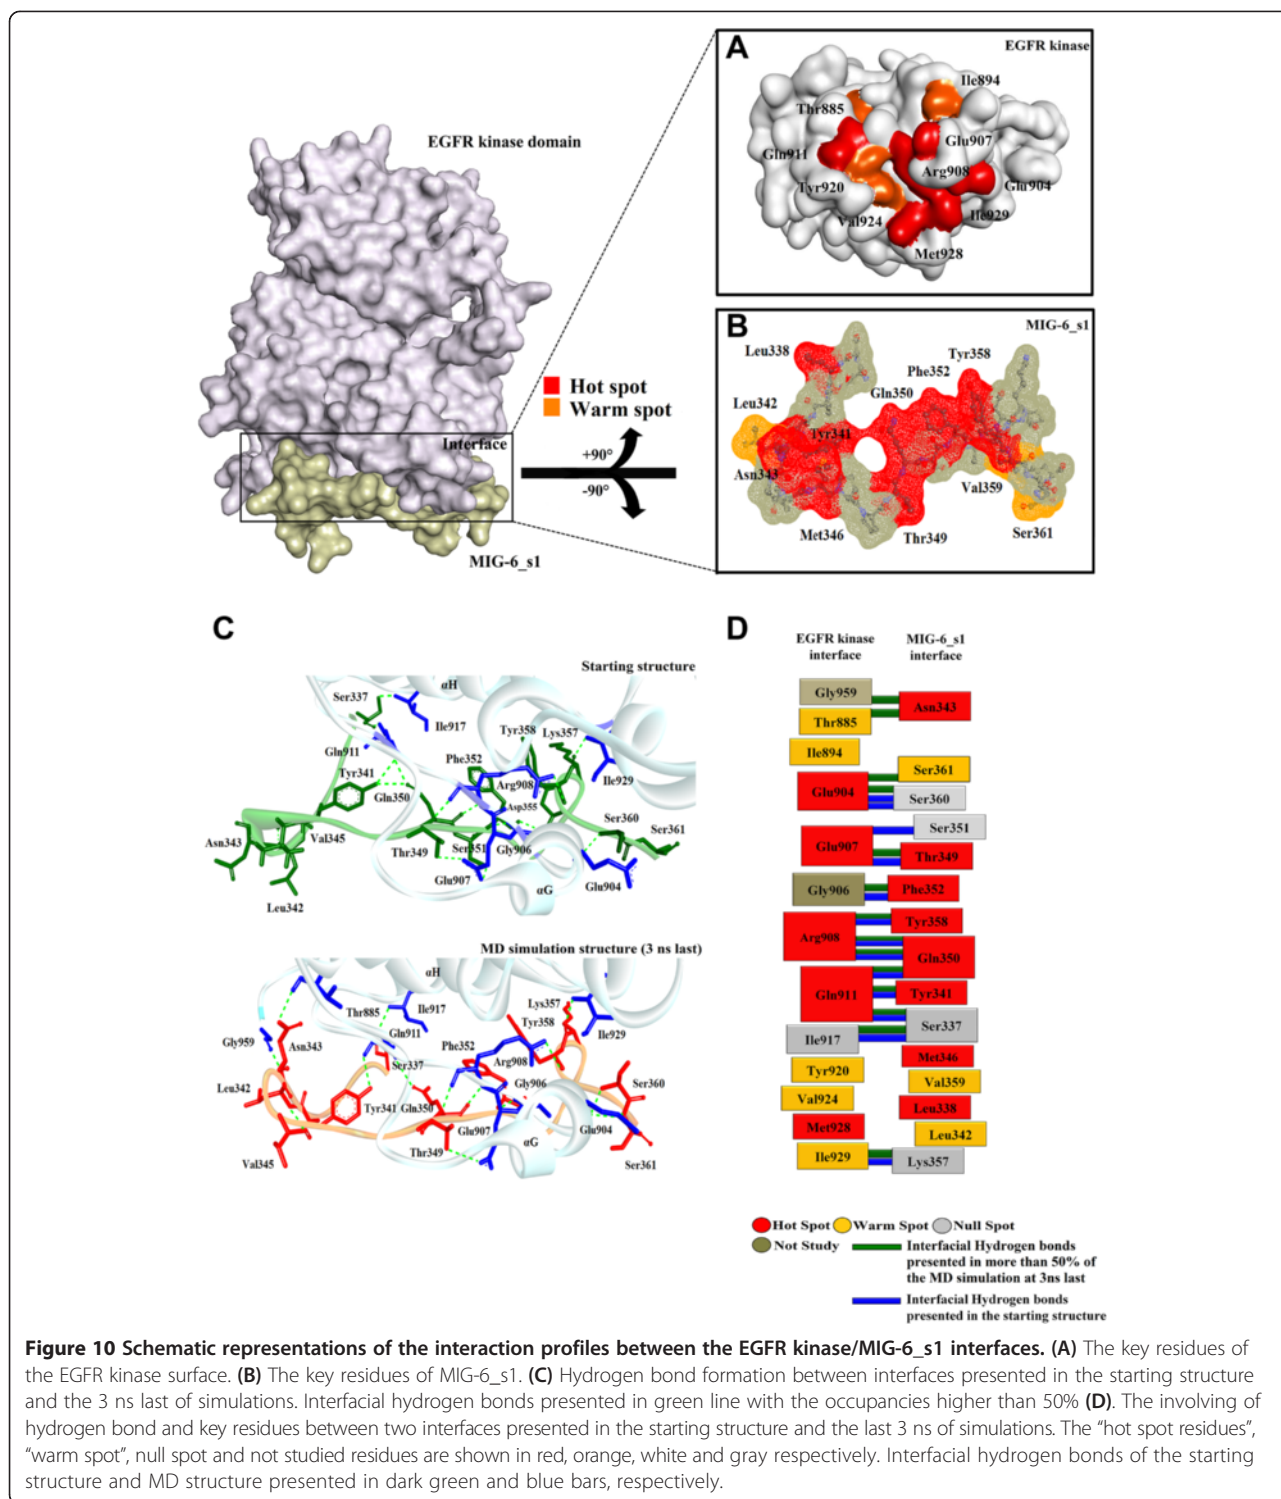 EGFR kinase domain
Interface
MIG-6_s1
Hot spot
Warm spot
+90°
-90°
A
EGFR kinase
Ile894
Thr885
Glu907
Gln911
Arg908
Glu904
Tyr920
Val924
Ile929
Met928
B
MIG-6_s1
Leu338
Tyr358
Phe352
Gln350
Leu342
Tyr341
Asn343
Val359
Met346
Thr349
Ser361
C
Starting structure
Ser337
αH
Ile917
Tyr358
Lys357
Gln911
Phe352
Tyr341
Arg908
Ile929
Gln350
Asp355
Ser360
Asn343
Val345
Ser361
Thr349
Ser351
Gly906
Glu907
αG
Glu904
Leu342
MD simulation structure (3 ns last)
αH
Lys357
Thr885
Ile917
Tyr358
Gly959
Gln911
Ile929
Asn343
Phe352
Arg908
Ser337
Leu342
Gly906
Ser360
Tyr341
Gln350
Glu907
Glu904
αG
Thr349
Val345
Ser361
D
EGFR kinase
interface
MIG-6_s1
interface
Gly959
Asn343
Thr885
Ile894
Ser361
Glu904
Ser360
Ser351
Glu907
Thr349
Gly906
Phe352
Tyr358
Arg908
Gln350
Gln911
Tyr341
Ser337
Ile917
Met346
Tyr920
Val359
Val924
Leu338
Met928
Leu342
Ile929
Lys357
Hot Spot
Warm Spot
Null Spot
Not Study
Interfacial Hydrogen bonds
presented in more than 50% of
the MD simulation at 3ns last
Interfacial Hydrogen bonds
presented in the starting structure
Figure 10 Schematic representations of the interaction profiles between the EGFR kinase/MIG-6_s1 interfaces. (A) The key residues of
the EGFR kinase surface. (B) The key residues of MIG-6_s1. (C) Hydrogen bond formation between interfaces presented in the starting structure
and the 3 ns last of simulations. Interfacial hydrogen bonds presented in green line with the occupancies higher than 50% (D). The involving of
hydrogen bond and key residues between two interfaces presented in the starting structure and the last 3 ns of simulations. The “hot spot residues”,
“warm spot”, null spot and not studied residues are shown in red, orange, white and gray respectively. Interfacial hydrogen bonds of the starting
structure and MD structure presented in dark green and blue bars, respectively.